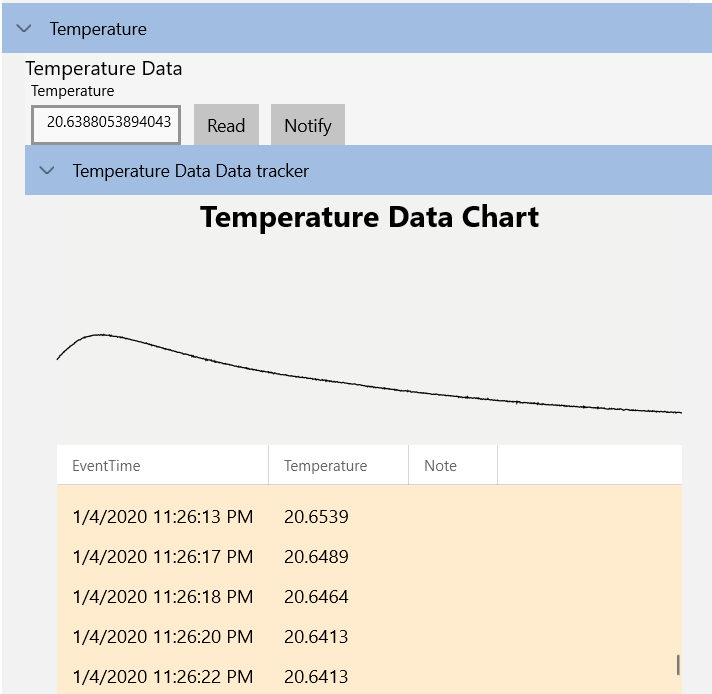 Temperature
Temperature Data
Temperature
20.6388053894043 Read Notify
Temperature Data Data tracker
Temperature Data Chart
EventTime Temperature Note
1/4/2020 11:26:13 PM 20.6539
1/4/2020 11:26:17 PM 20.6489
1/4/2020 11:26:18 PM 20.6464
1/4/2020 11:26:20 PM 20.6413
1/4/2020 11:26:22 PM 20.6413